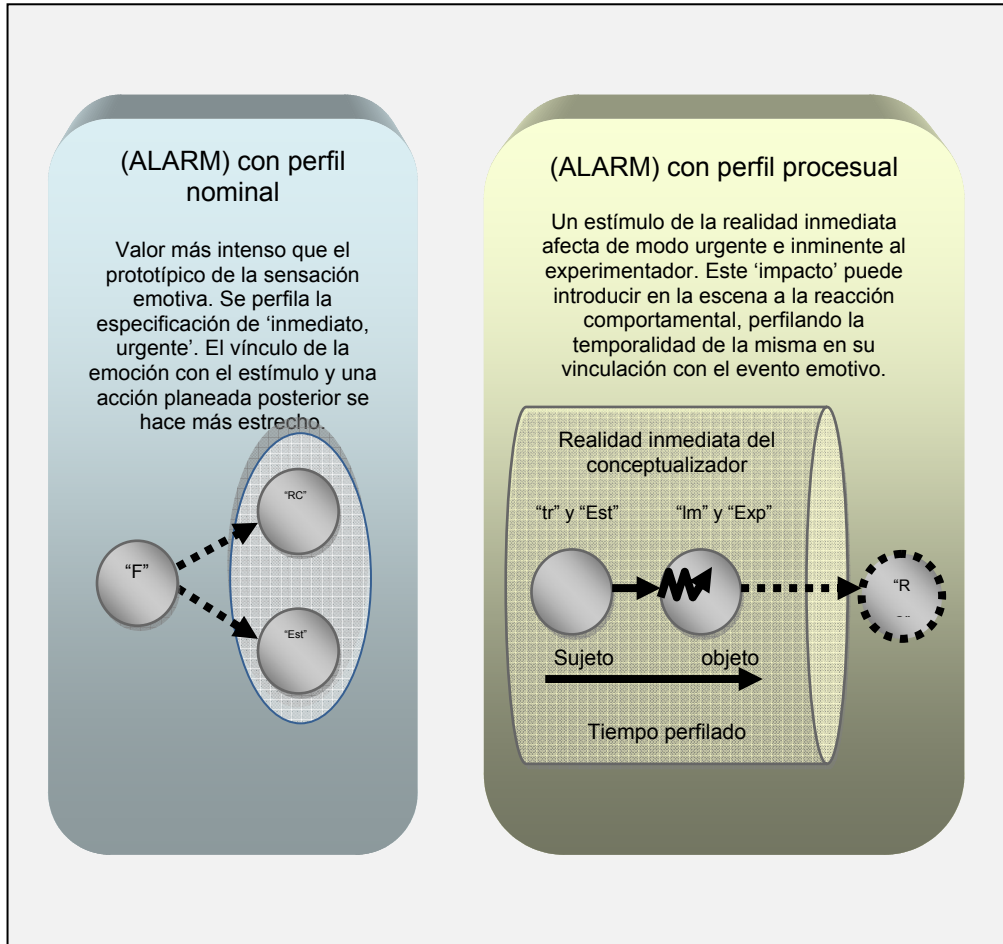 (ALARM) con perfil
nominal
Valor más intenso que el
prototípico de la sensación
emotiva. Se perfila la
especificación de ‘inmediato,
urgente’. El vínculo de la
emoción con el estímulo y una
acción planeada posterior se
hace más estrecho.
“RC”
“F”
“Est”
(ALARM) con perfil procesual
Un estímulo de la realidad inmediata
afecta de modo urgente e inminente al
experimentador. Este ‘impacto’ puede
introducir en la escena a la reacción
comportamental, perfilando la
temporalidad de la misma en su
vinculación con el evento emotivo.
Realidad inmediata del
conceptualizador
“tr” y “Est” “lm” y “Exp”
“R
Sujeto objeto
Tiempo perfilado